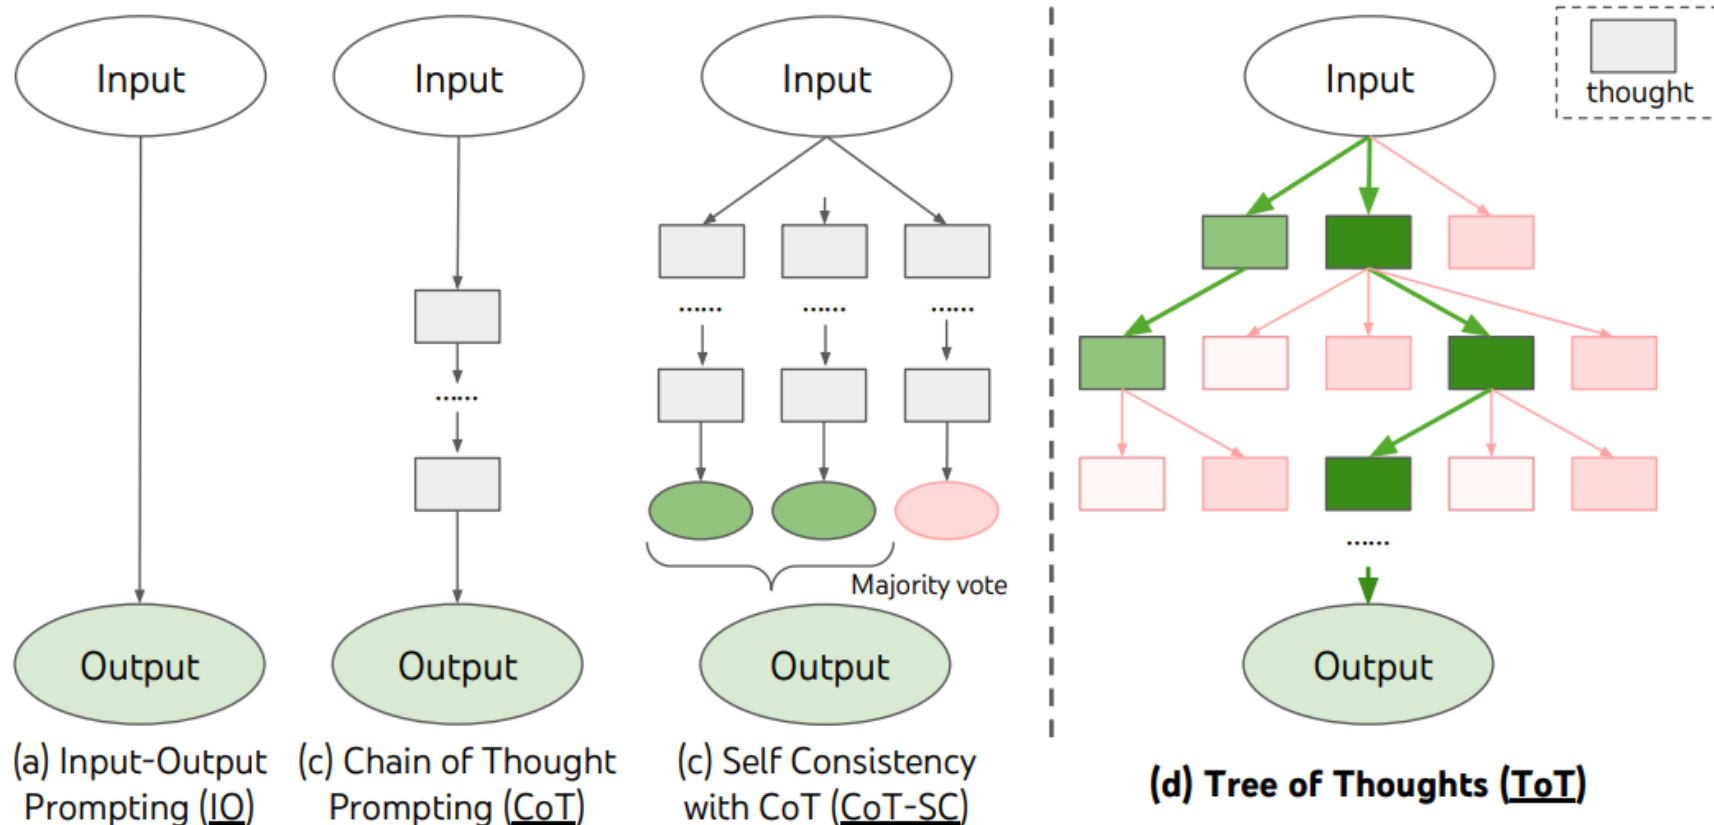 Input
Output
(a) Input-Output
Prompting (IO)
Input
......
Output
(c) Chain of Thought
Prompting (CoT)
Input
...... ...... ......
Majority vote
Output
(c) Self Consistency
with CoT (CoT-SC)
Input
thought
......
Output
(d) Tree of Thoughts (ToT)